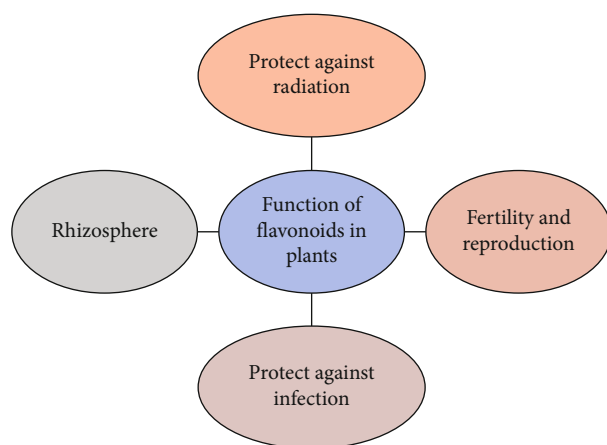 Protect against
radiation
Rhizosphere
Function of
flavonoids in
plants
Fertility and
reproduction
Protect against
infection